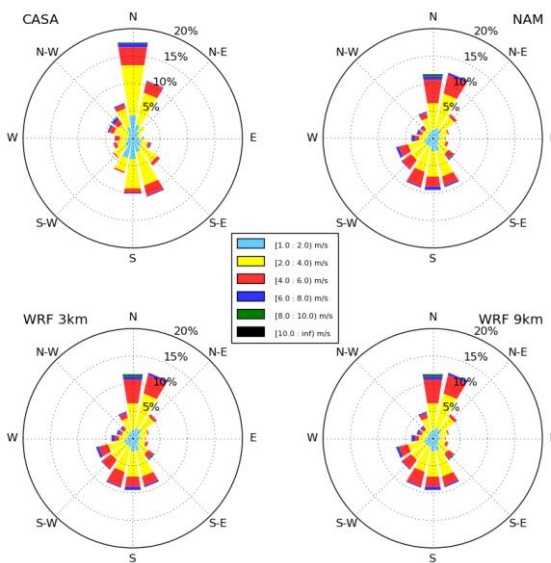 CASA
N
20%
N-W
N-E
15%
10%
5%
W
E
S-W
S-E
S
NAM
N
20%
N-W
N-E
15%
10%
5%
W
E
S-W
S-E
S
[1.0 : 2.0) m/s
[2.0 : 4.0) m/s
[4.0 : 6.0) m/s
[6.0 : 8.0) m/s
[8.0 : 10.0) m/s
[10.0 : inf) m/s
WRF 3km
N
20%
N-W
N-E
15%
10%
5%
W
E
S-W
S-E
S
WRF 9km
N
20%
N-W
N-E
15%
10%
5%
W
E
S-W
S-E
S